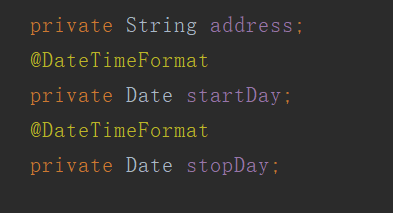 private String address;
@DateTimeFormat
private Date startDay;
@DateTimeFormat
private Date stopDay;